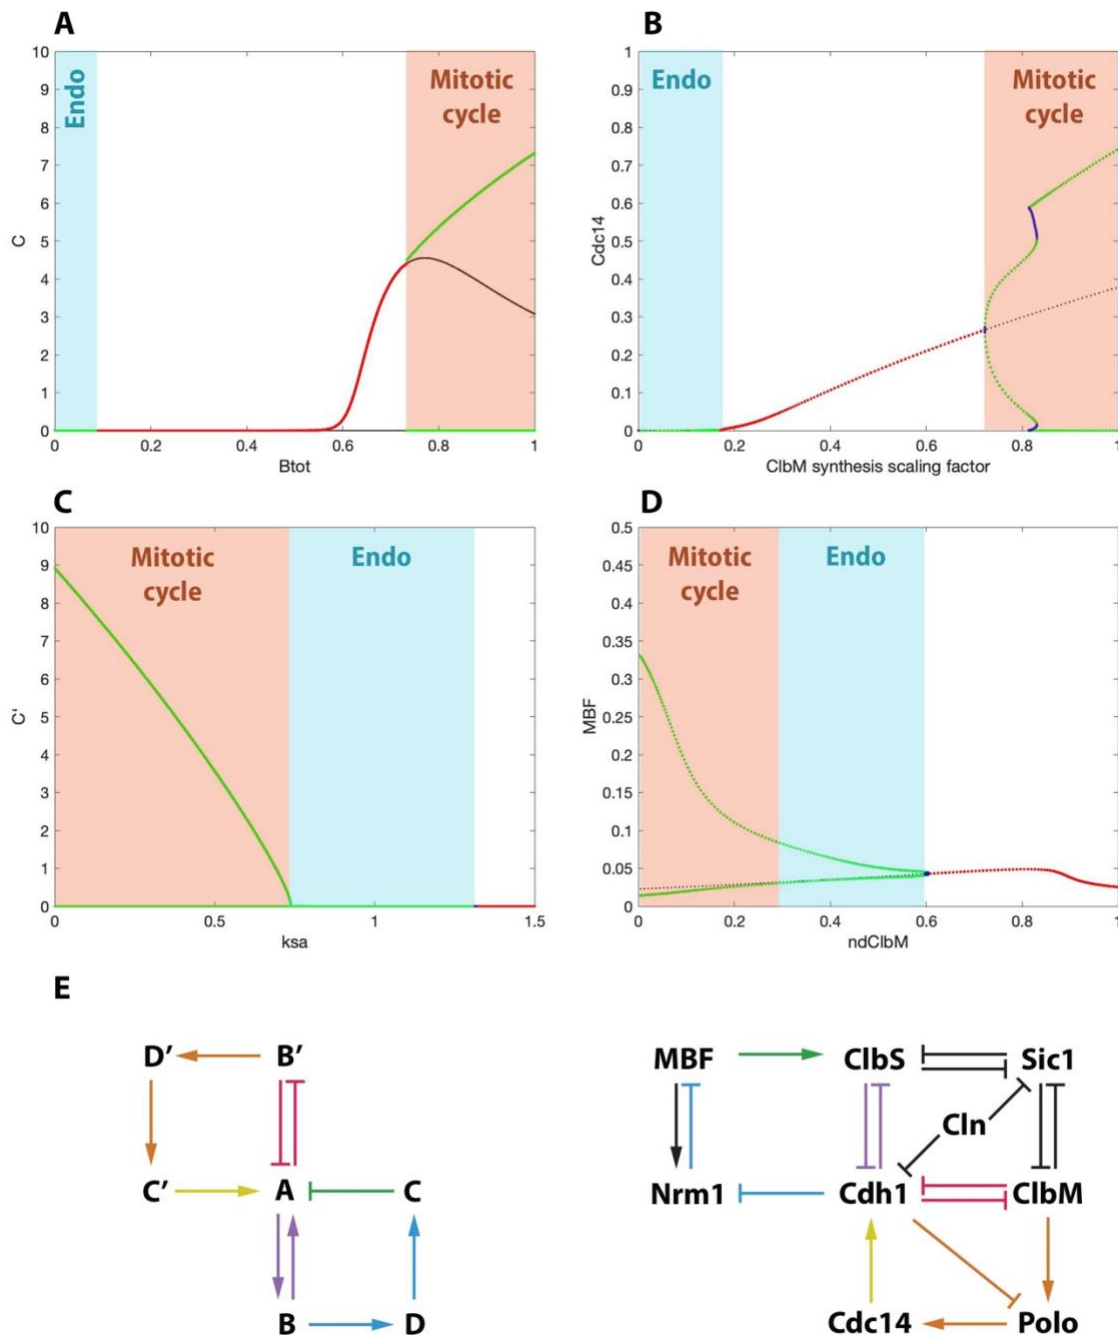 A
B
10
9
8
7
6
5
4
3
2
1
0
Endo
Mitotic
cycle
C
0.2
0.4
0.6
0.8
1
Btot
1
0.9
0.8
0.7
0.6
0.5
0.4
0.3
0.2
0.1
0
Endo
Mitotic
cycle
Cdc14
0
0.2
0.4
0.6
0.8
1
ClbM synthesis scaling factor
C
D
10
9
8
7
6
5
4
3
2
1
0
Mitotic
cycle
Endo
C'
0
0.5
1
1.5
ksa
0.5
0.45
0.4
0.35
0.3
0.25
0.2
0.15
0.1
0.05
0
Mitotic
cycle
Endo
MBF
0
0.2
0.4
0.6
0.8
1
ndClbM
E
D' B'
C' A C
B D
MBF ClbS Sic1
Cln
Nrm1 Cdh1 ClbM
Cdc14 Polo